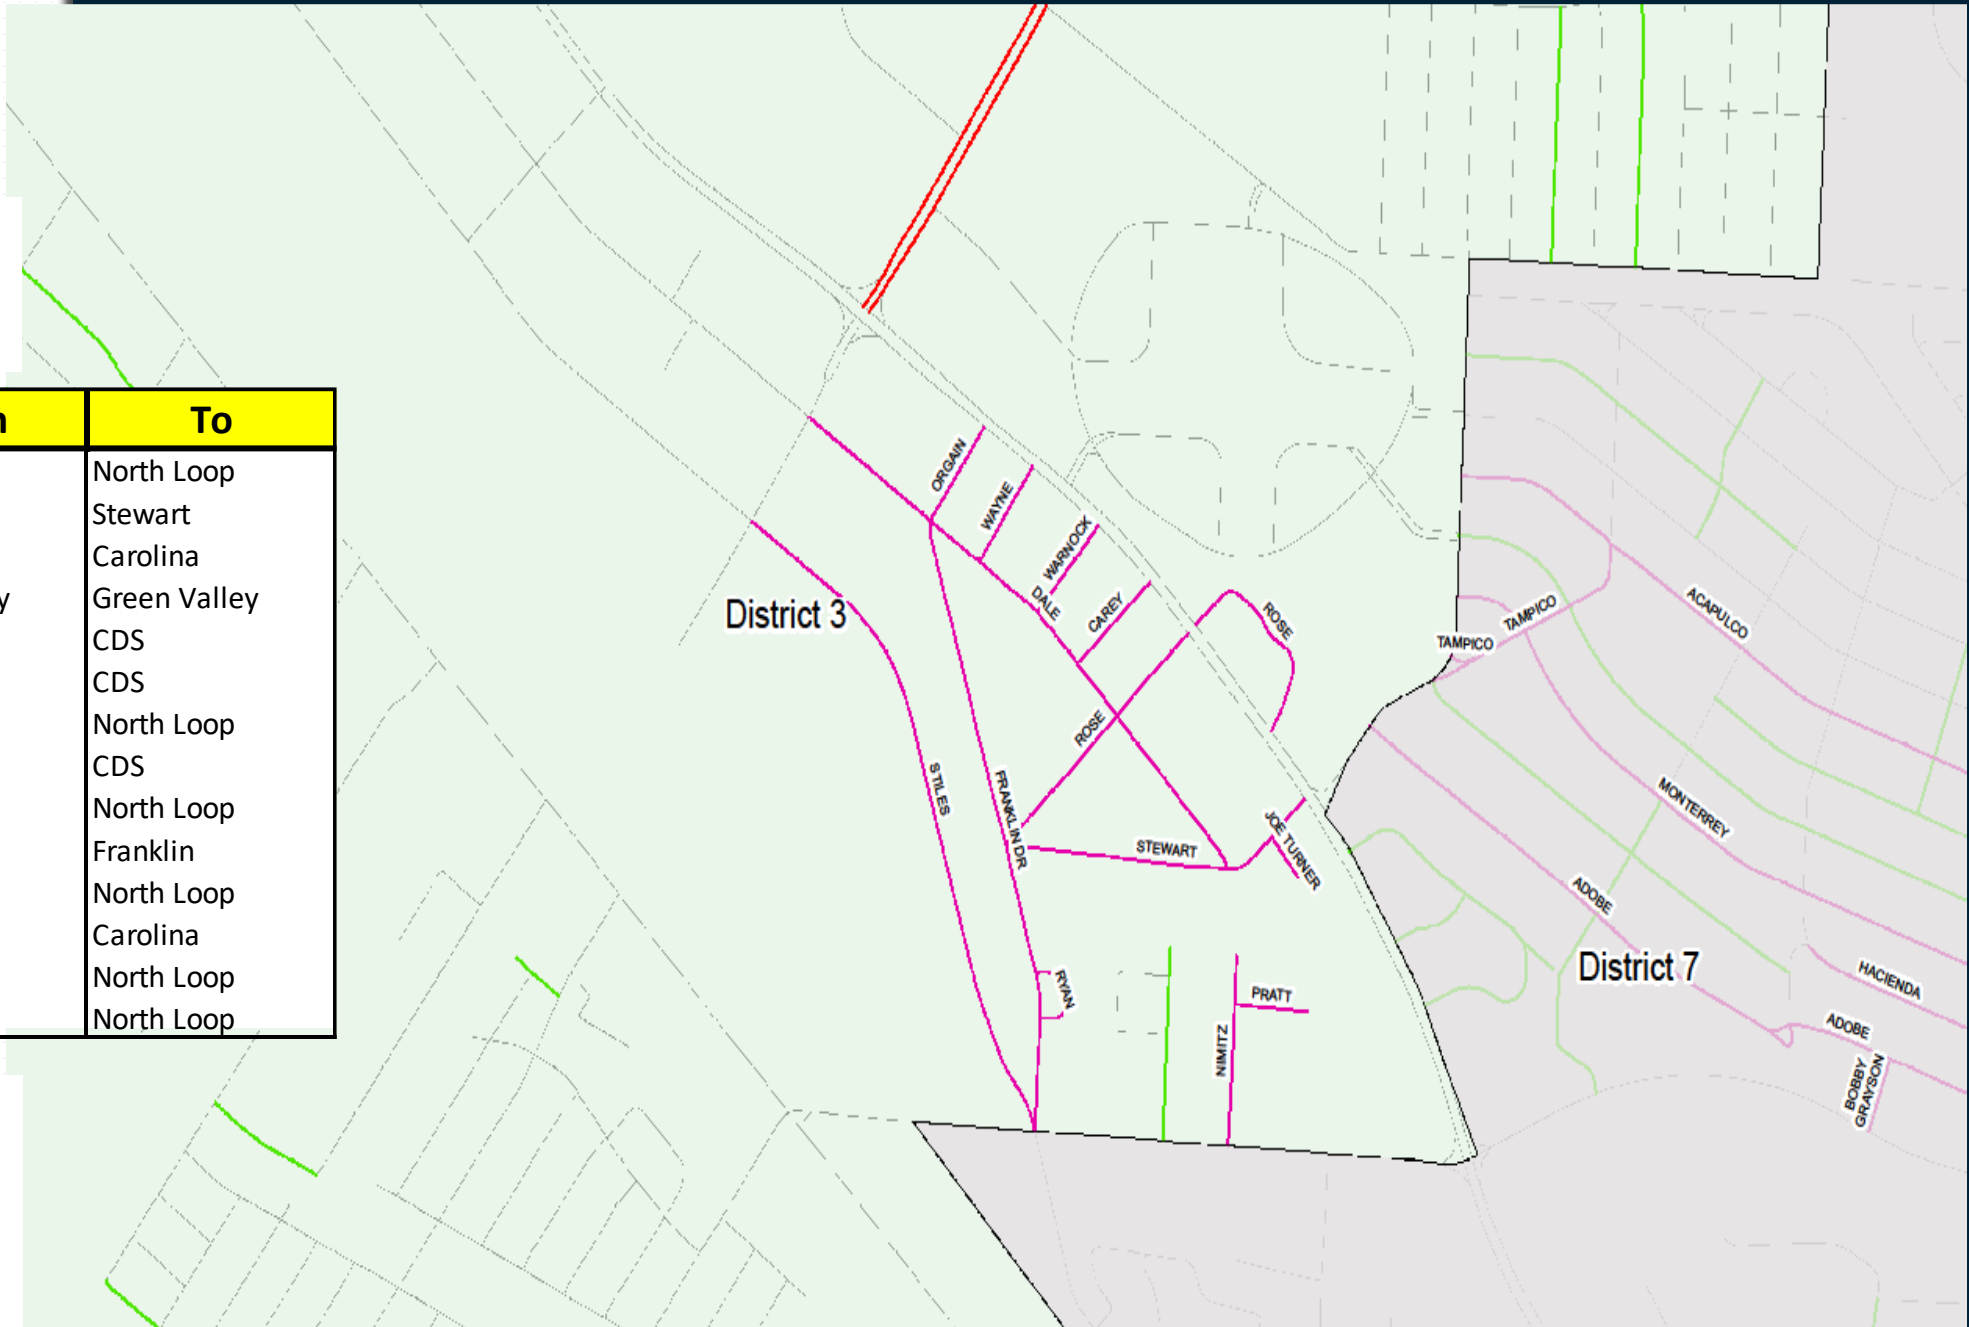 n
To
North Loop
Stewart
Carolina
y
Green Valley
CDS
CDS
North Loop
CDS
North Loop
Franklin
North Loop
Carolina
North Loop
North Loop
ORGAIN
WAYNE
WARNOCK
DALE
CAREY
ROSE
ROSE
District 3
STILES
FRANKLIN DR
STEWART
JOE TURNER
RYAN
PRATT
NIMITZ
TAMPICO
TAMPICO
ACAPULCO
MONTERREY
ADOBE
District 7
HACIENDA
ADOBE
BOBBY
GRAYSON